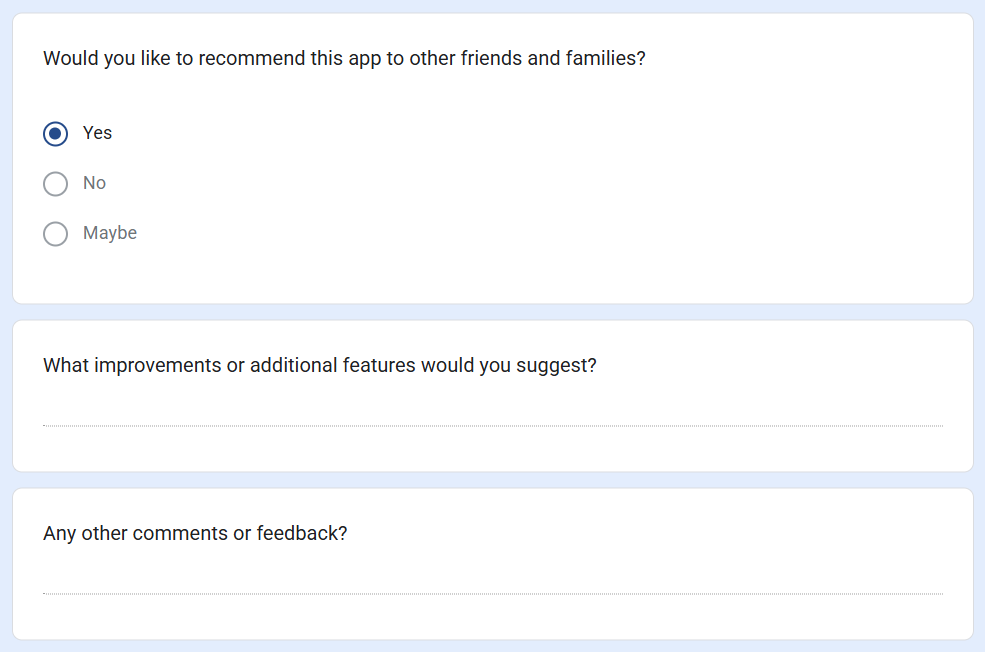 Would you like to recommend this app to other friends and families?
Yes
No
Maybe
What improvements or additional features would you suggest?
Any other comments or feedback?